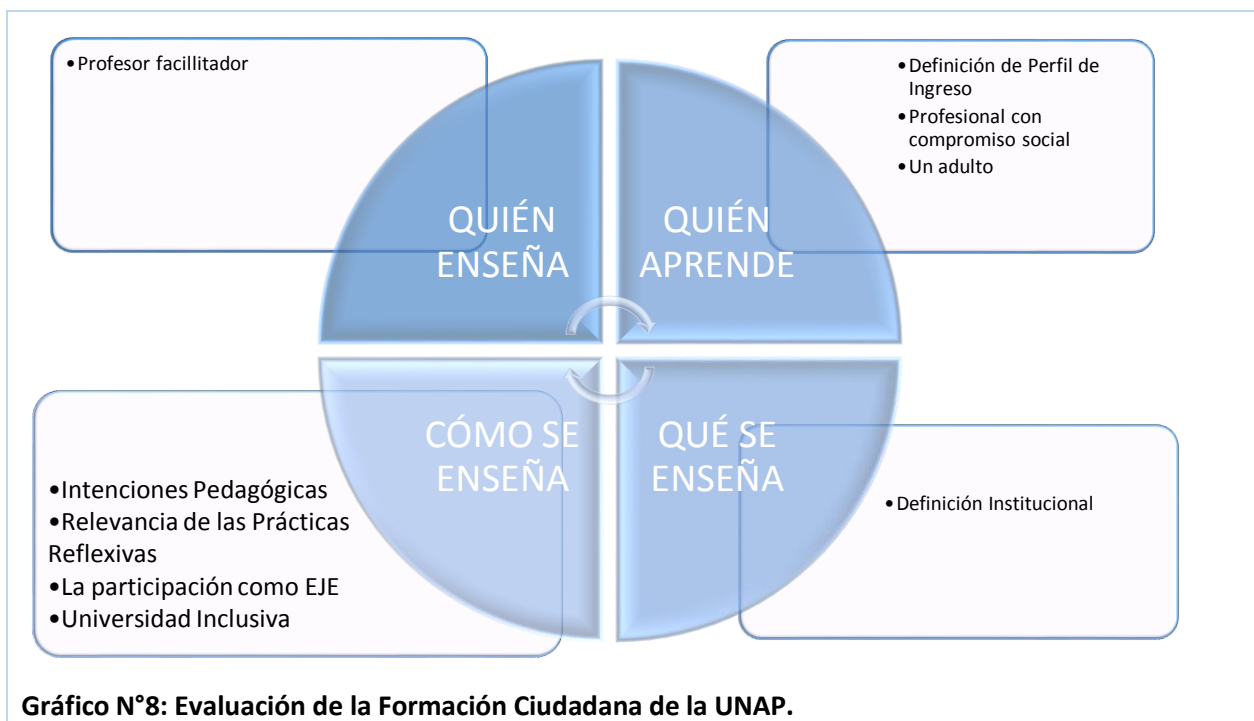 •Profesor facillitador
•Definición de Perfil de
Ingreso
•Profesional con
compromiso social
•Un adulto
QUIÉN
ENSEÑA
QUIÉN
APRENDE
CÓMO SE
ENSEÑA
QUÉ SE
ENSEÑA
•Intenciones Pedagógicas
•Relevancia de las Prácticas
Reflexivas
•La participación como EJE
•Universidad Inclusiva
•Definición Institucional
Gráfico N°8: Evaluación de la Formación Ciudadana de la UNAP.